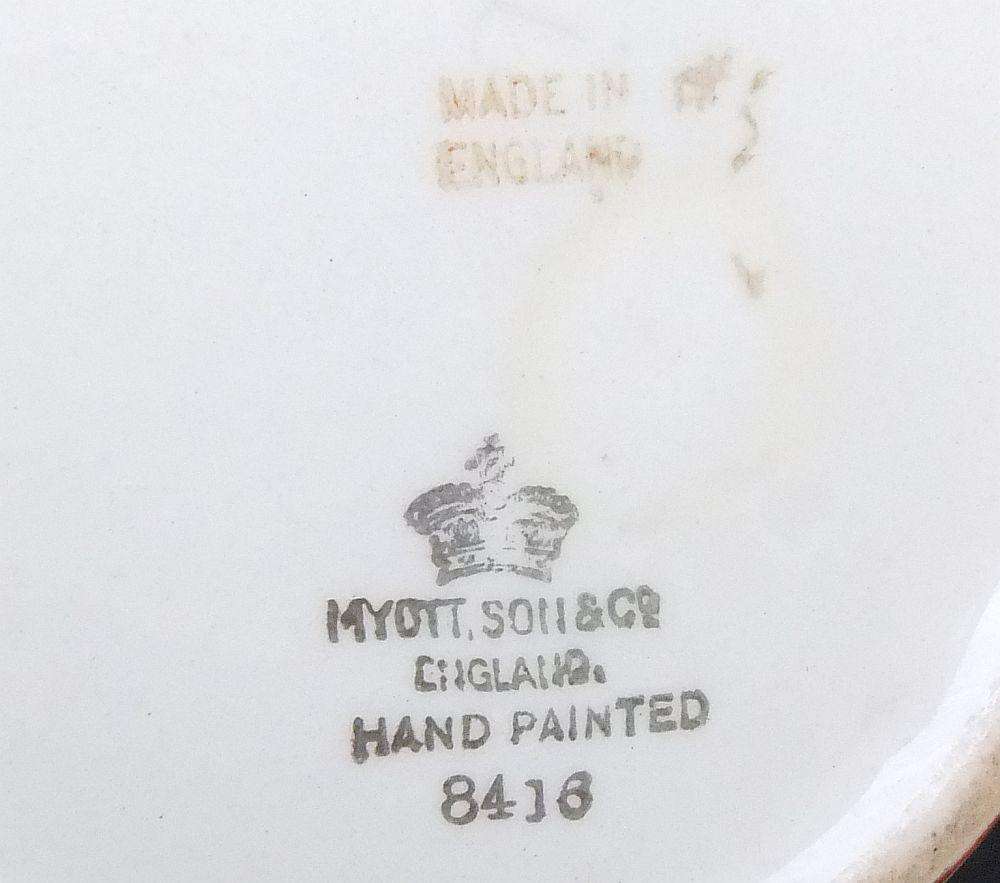 MADE IN
ENGLAND
MYOTT, SON & Cº
ENGLAND.
HAND PAINTED
8416